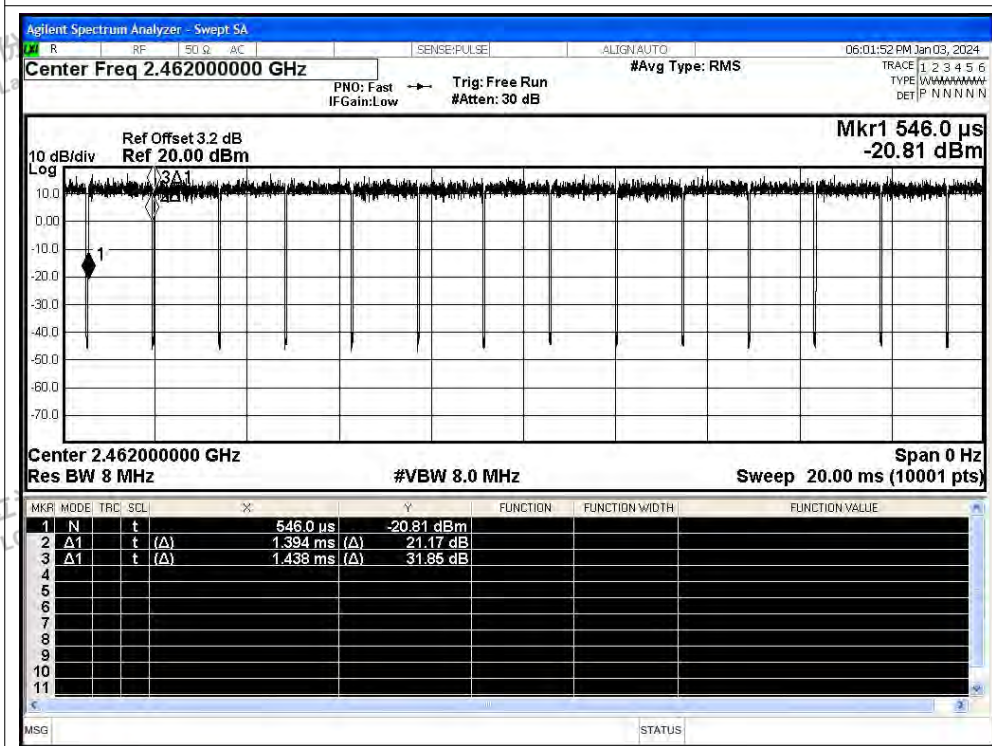 Agilent Spectrum Analyzer - Swept SA
LXI R RF 50 Ω AC SENSE:PULSE ALIGN AUTO 06:01:52 PM Jan 03, 2024
Center Freq 2.462000000 GHz #Avg Type: RMS TRACE 1 2 3 4 5 6
PNO: Fast Trig: Free Run TYPE WWWWWWW
IFGain:Low #Atten: 30 dB DET P N N N N N
Mkr1 546.0 µs
Ref Offset 3.2 dB
10 dB/div Ref 20.00 dBm -20.81 dBm
Log
3Δ1
10.0
0.00
-10.0
1
-20.0
-30.0
-40.0
-50.0
-60.0
-70.0
Center 2.462000000 GHz Span 0 Hz
Res BW 8 MHz #VBW 8.0 MHz Sweep 20.00 ms (10001 pts)
MKR MODE TRC SCL X Y FUNCTION FUNCTION WIDTH FUNCTION VALUE
1 N t 546.0 µs -20.81 dBm
2 Δ1 t (Δ) 1.394 ms (Δ) 21.17 dB
3 Δ1 t (Δ) 1.438 ms (Δ) 31.85 dB
4
5
6
7
8
9
10
11
MSG STATUS